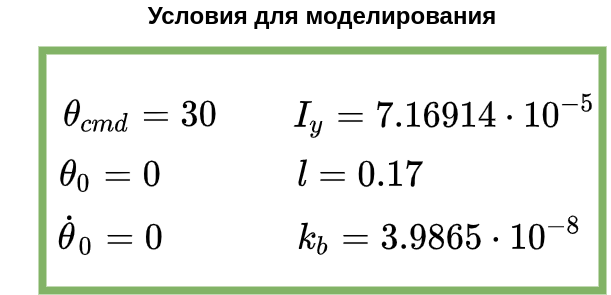 Условия для моделирования
θ_cmd = 30 I_y = 7.16914 · 10^−5
θ_0 = 0 l = 0.17
θ̇_0 = 0 k_b = 3.9865 · 10^−8